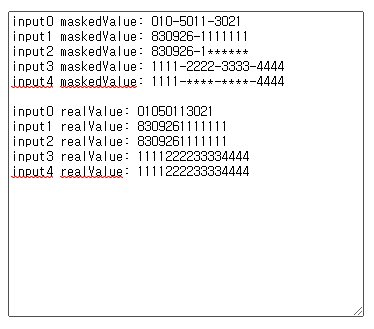 input0 maskedValue: 010-5011-3021
input1 maskedValue: 830926-1111111
input2 maskedValue: 830926-1******
input3 maskedValue: 1111-2222-3333-4444
input4 maskedValue: 1111-****-****-4444

input0 realValue: 01050113021
input1 realValue: 8309261111111
input2 realValue: 8309261111111
input3 realValue: 1111222233334444
input4 realValue: 1111222233334444